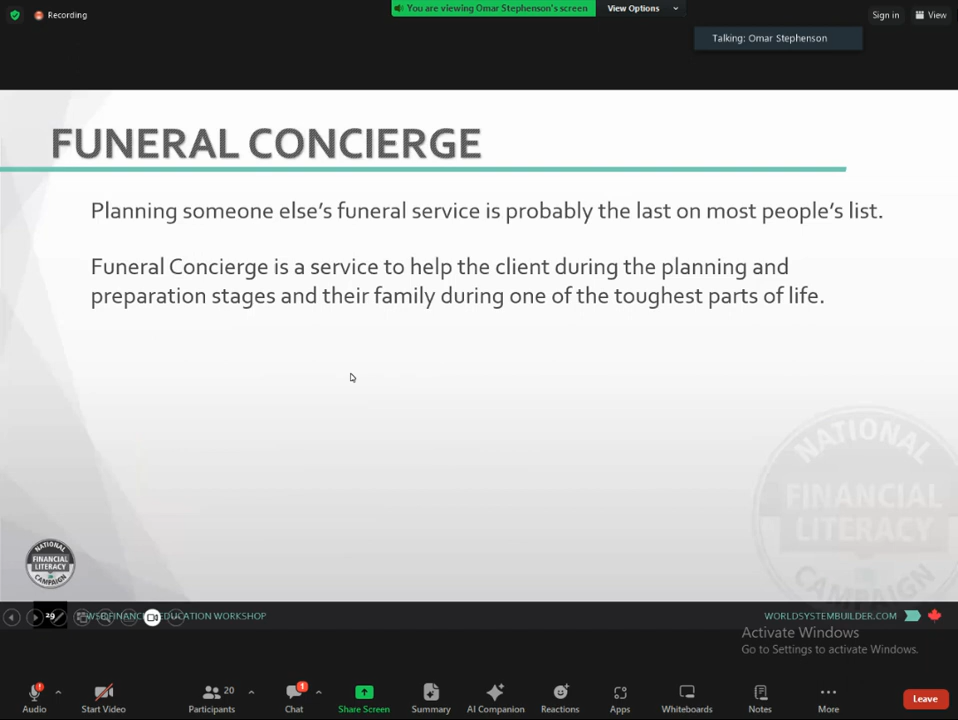 Recording
You are viewing Omar Stephenson's screen
View Options
Sign in
View
Talking: Omar Stephenson
FUNERAL CONCIERGE
Planning someone else's funeral service is probably the last on most people's list.
Funeral Concierge is a service to help the client during the planning and
preparation stages and their family during one of the toughest parts of life.
NATIONAL
FINANCIAL
LITERACY
CAMPAIGN
NATIONAL
FINANCIAL
LITERACY
CAMPAIGN
29
WSB FINANCIAL EDUCATION WORKSHOP
WORLDSYSTEMBUILDER.COM
Activate Windows
Go to Settings to activate Windows.
Audio
Start Video
20
Participants
1
Chat
Share Screen
Summary
AI Companion
Reactions
Apps
Whiteboards
Notes
More
Leave